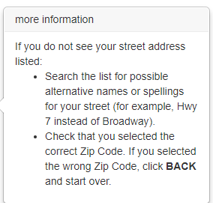 more information
If you do not see your street address
listed:
• Search the list for possible
alternative names or spellings
for your street (for example, Hwy
7 instead of Broadway).
• Check that you selected the
correct Zip Code. If you selected
the wrong Zip Code, click BACK
and start over.